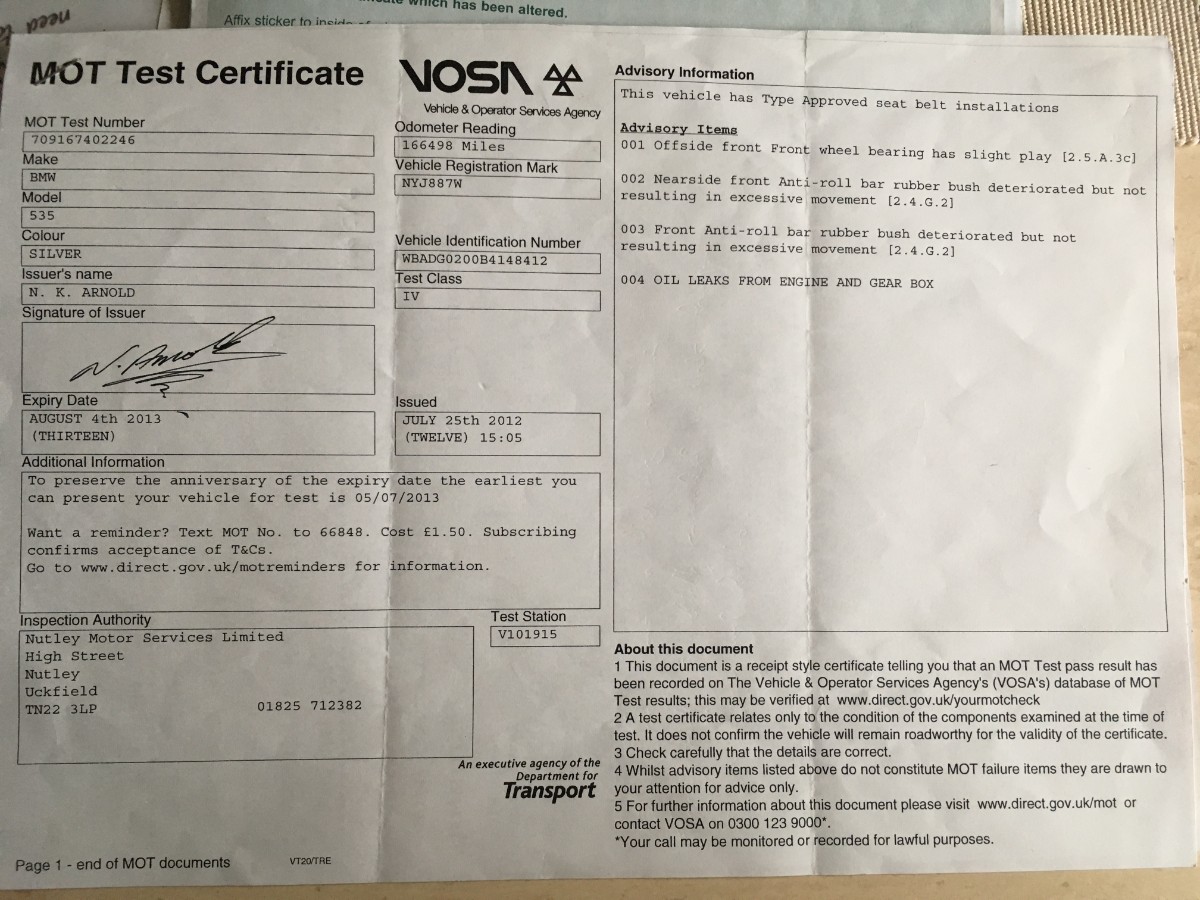 need
cate which has been altered.
Affix sticker to inside of
MOT Test Certificate
VOSA
Vehicle & Operator Services Agency
MOT Test Number
709167402246
Make
BMW
Model
535
Colour
SILVER
Issuer's name
N. K. ARNOLD
Signature of Issuer
N. Arnold
Expiry Date
AUGUST 4th 2013
(THIRTEEN)
Odometer Reading
166498 Miles
Vehicle Registration Mark
NYJ887W
Vehicle Identification Number
WBADG0200B4148412
Test Class
IV
Issued
JULY 25th 2012
(TWELVE) 15:05
Additional Information
To preserve the anniversary of the expiry date the earliest you
can present your vehicle for test is 05/07/2013
Want a reminder? Text MOT No. to 66848. Cost £1.50. Subscribing
confirms acceptance of T&Cs.
Go to www.direct.gov.uk/motreminders for information.
Inspection Authority
Nutley Motor Services Limited
High Street
Nutley
Uckfield
TN22 3LP 01825 712382
Test Station
V101915
An executive agency of the
Department for
Transport
Page 1 - end of MOT documents
VT20/TRE
Advisory Information
This vehicle has Type Approved seat belt installations
Advisory Items
001 Offside front Front wheel bearing has slight play [2.5.A.3c]
002 Nearside front Anti-roll bar rubber bush deteriorated but not
resulting in excessive movement [2.4.G.2]
003 Front Anti-roll bar rubber bush deteriorated but not
resulting in excessive movement [2.4.G.2]
004 OIL LEAKS FROM ENGINE AND GEAR BOX
About this document
1 This document is a receipt style certificate telling you that an MOT Test pass result has
been recorded on The Vehicle & Operator Services Agency's (VOSA's) database of MOT
Test results; this may be verified at www.direct.gov.uk/yourmotcheck
2 A test certificate relates only to the condition of the components examined at the time of
test. It does not confirm the vehicle will remain roadworthy for the validity of the certificate.
3 Check carefully that the details are correct.
4 Whilst advisory items listed above do not constitute MOT failure items they are drawn to
your attention for advice only.
5 For further information about this document please visit www.direct.gov.uk/mot or
contact VOSA on 0300 123 9000*.
*Your call may be monitored or recorded for lawful purposes.